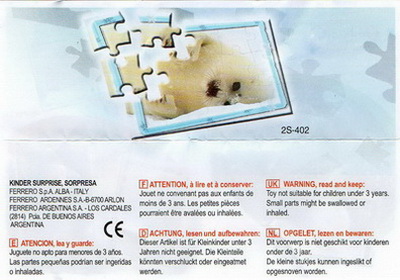 2S-402
KINDER SURPRISE, SORPRESA
FERRERO S.p.A. ALBA - ITALY
FERRERO ARDENNES S.A.-B-6700 ARLON
FERRERO ARGENTINA S.A. - LOS CARDALES
(2814) Pcia. DE BUENOS AIRES
ARGENTINA
CE
E ATENCION, lea y guarde:
Juguete no apto para menores de 3 años.
Las partes pequeñas podrian ser ingeridas
o inhaladas.
F ATTENTION, à lire et à conserver:
Jouet ne convenant pas aux enfants de
moins de 3 ans. Les petites pièces
pourraient être avalées ou inhalées.
D ACHTUNG, lesen und aufbewahren:
Dieser Artikel ist für Kleinkinder unter 3
Jahren nicht geeignet. Die Kleinteile
könnten verschluckt oder eingeatmet
werden.
UK WARNING, read and keep:
Toy not suitable for children under 3 years.
Small parts might be swallowed or
inhaled.
NL OPGELET, lezen en bewaren:
Dit voorwerp is niet geschikt voor kinderen
onder de 3 jaar.
De kleine stukjes kunnen ingeslikt of
opgesnoven worden.